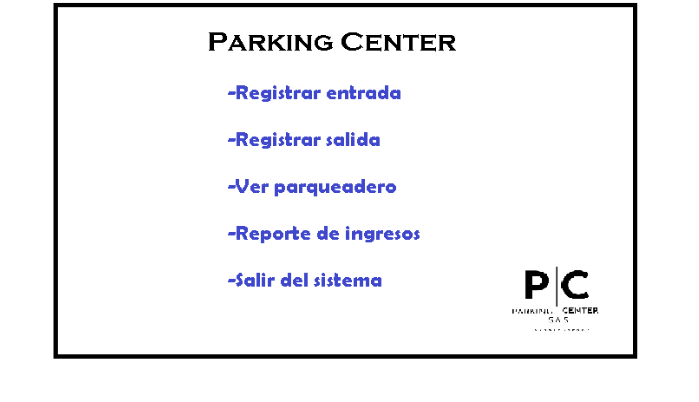 PARKING CENTER
-Registrar entrada
-Registrar salida
-Ver parqueadero
-Reporte de ingresos
-Salir del sistema
P|C
PARKING CENTER
S.A.S